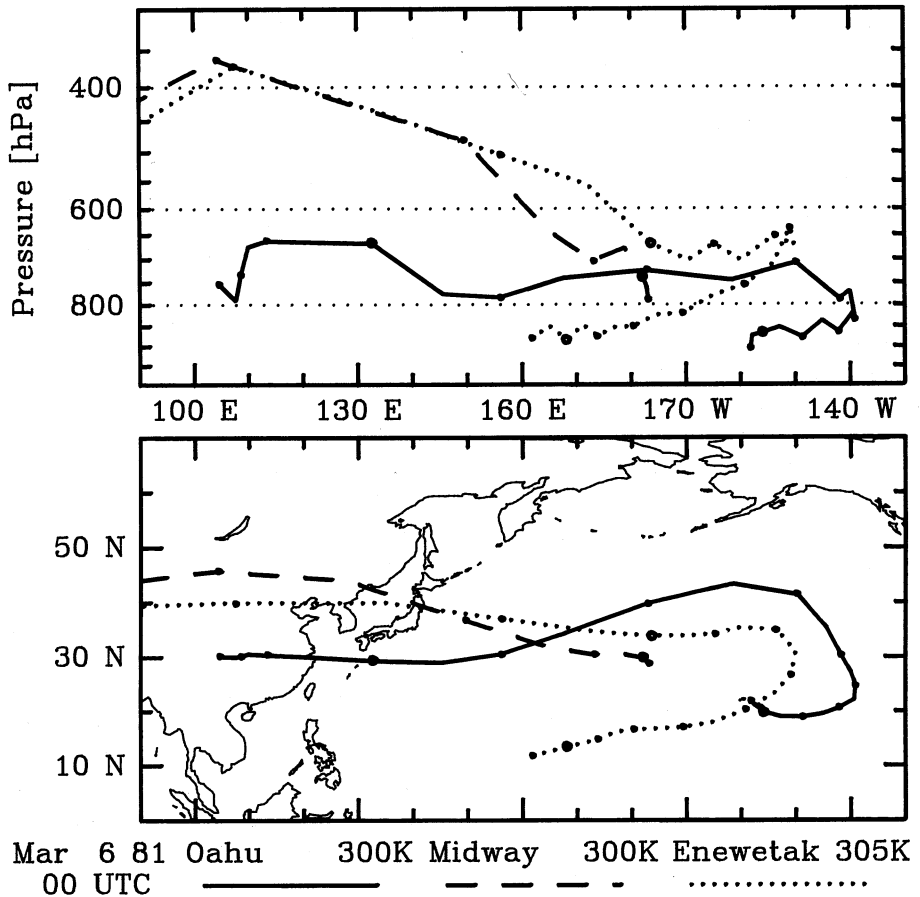 Pressure [hPa]
400
600
800
100 E 130 E 160 E 170 W 140 W
50 N
30 N
10 N
Mar 6 81 Oahu 300K Midway 300K Enewetak 305K
00 UTC